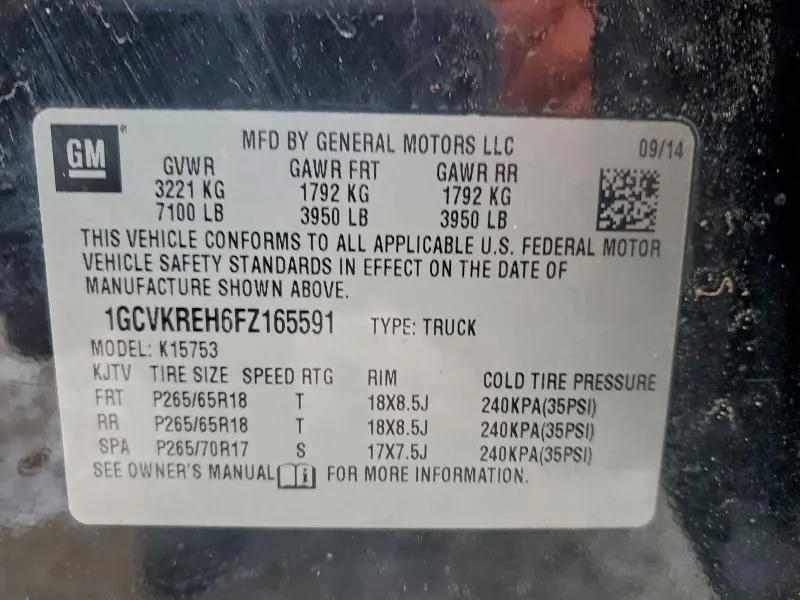 GM
MFD BY GENERAL MOTORS LLC 09/14
GVWR GAWR FRT GAWR RR
3221 KG 1792 KG 1792 KG
7100 LB 3950 LB 3950 LB
THIS VEHICLE CONFORMS TO ALL APPLICABLE U.S. FEDERAL MOTOR
VEHICLE SAFETY STANDARDS IN EFFECT ON THE DATE OF
MANUFACTURE SHOWN ABOVE.
1GCVKREH6FZ165591 TYPE: TRUCK
MODEL: K15753
KJTV TIRE SIZE SPEED RTG RIM COLD TIRE PRESSURE
FRT P265/65R18 T 18X8.5J 240KPA(35PSI)
RR P265/65R18 T 18X8.5J 240KPA(35PSI)
SPA P265/70R17 S 17X7.5J 240KPA(35PSI)
SEE OWNER'S MANUAL i FOR MORE INFORMATION.